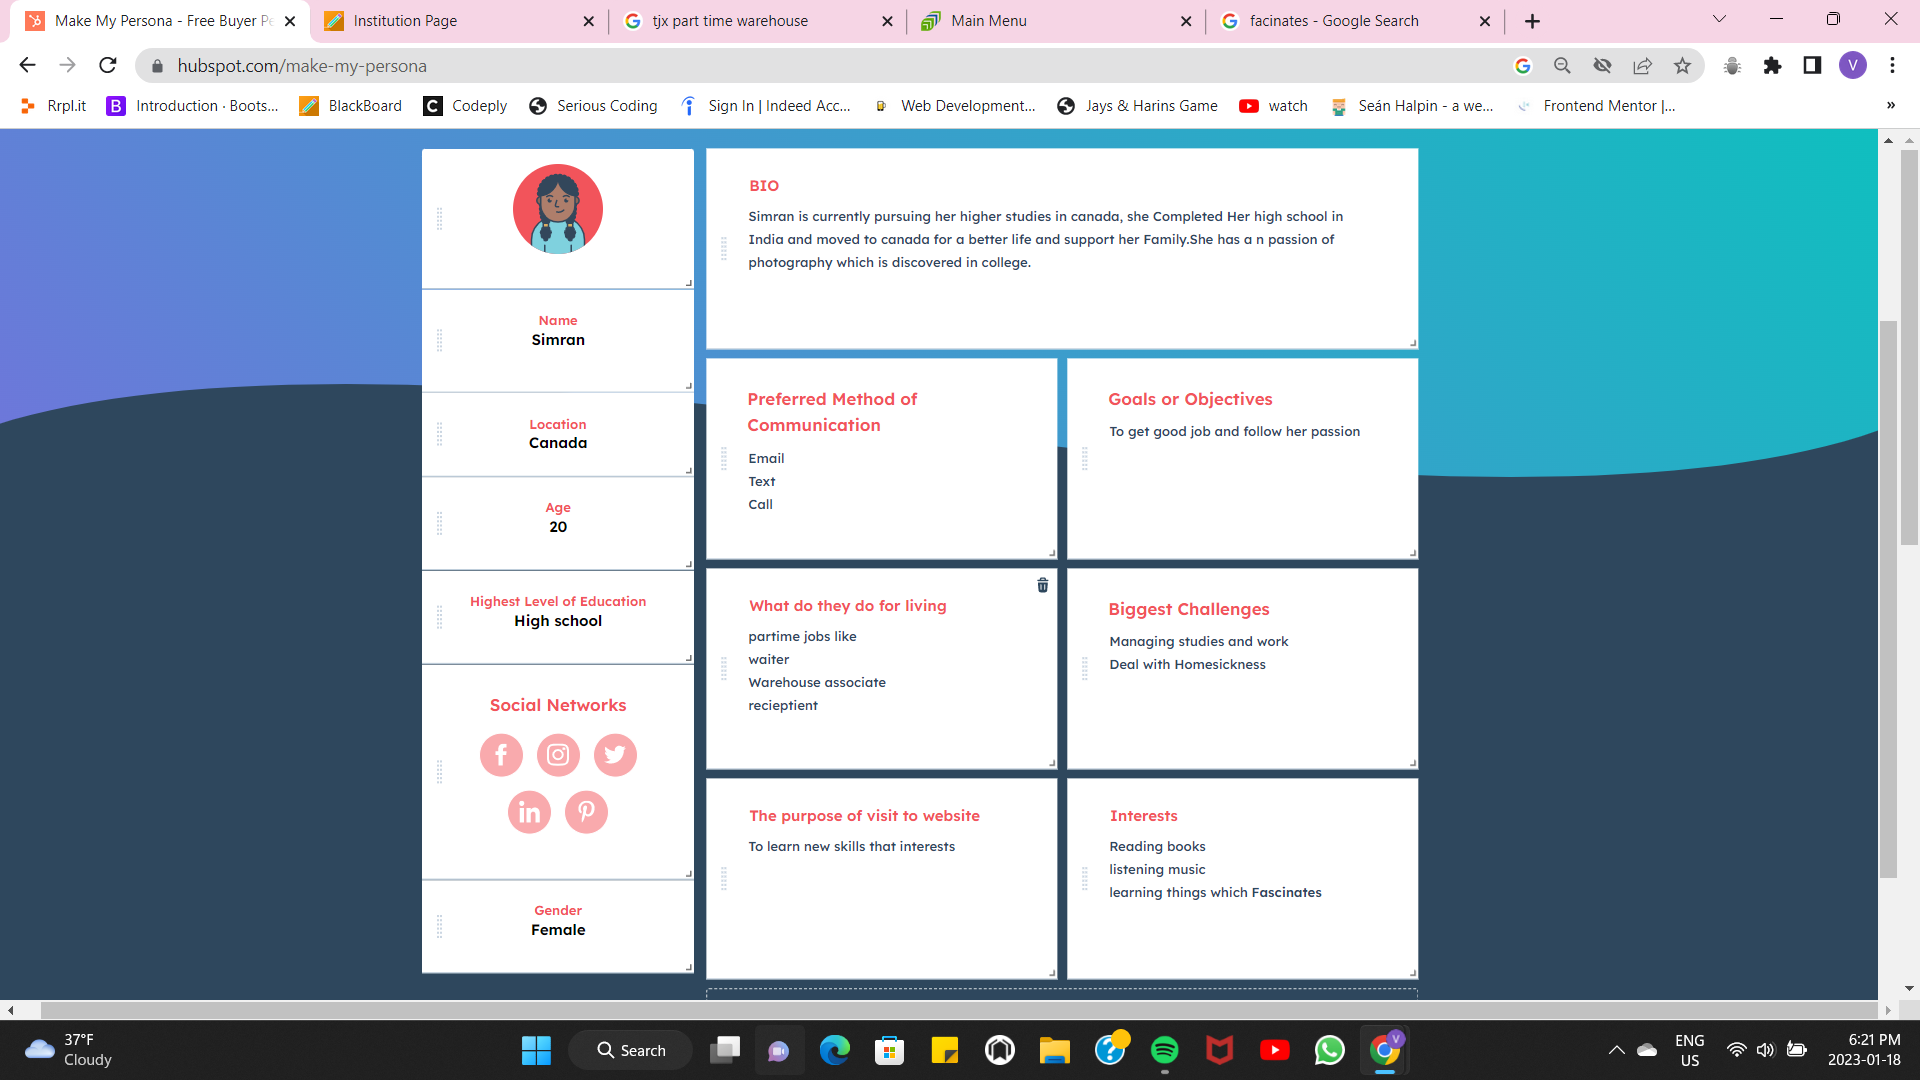 Make My Persona - Free Buyer Pe
Institution Page
tjx part time warehouse
Main Menu
facinates - Google Search
hubspot.com/make-my-persona
V
Rrpl.it
B Introduction · Boots...
BlackBoard
C Codeply
Serious Coding
Sign In | Indeed Acc...
Web Development...
Jays & Harins Game
watch
Seán Halpin - a we...
Frontend Mentor |...
»
Name
Simran
Location
Canada
Age
20
Highest Level of Education
High school
Social Networks
Gender
Female
BIO
Simran is currently pursuing her higher studies in canada, she Completed Her high school in
India and moved to canada for a better life and support her Family.She has a n passion of
photography which is discovered in college.
Preferred Method of
Communication
Email
Text
Call
Goals or Objectives
To get good job and follow her passion
What do they do for living
partime jobs like
waiter
Warehouse associate
recieptient
Biggest Challenges
Managing studies and work
Deal with Homesickness
The purpose of visit to website
To learn new skills that interests
Interests
Reading books
listening music
learning things which Fascinates
37°F
Cloudy
Search
V
ENG
US
6:21 PM
2023-01-18